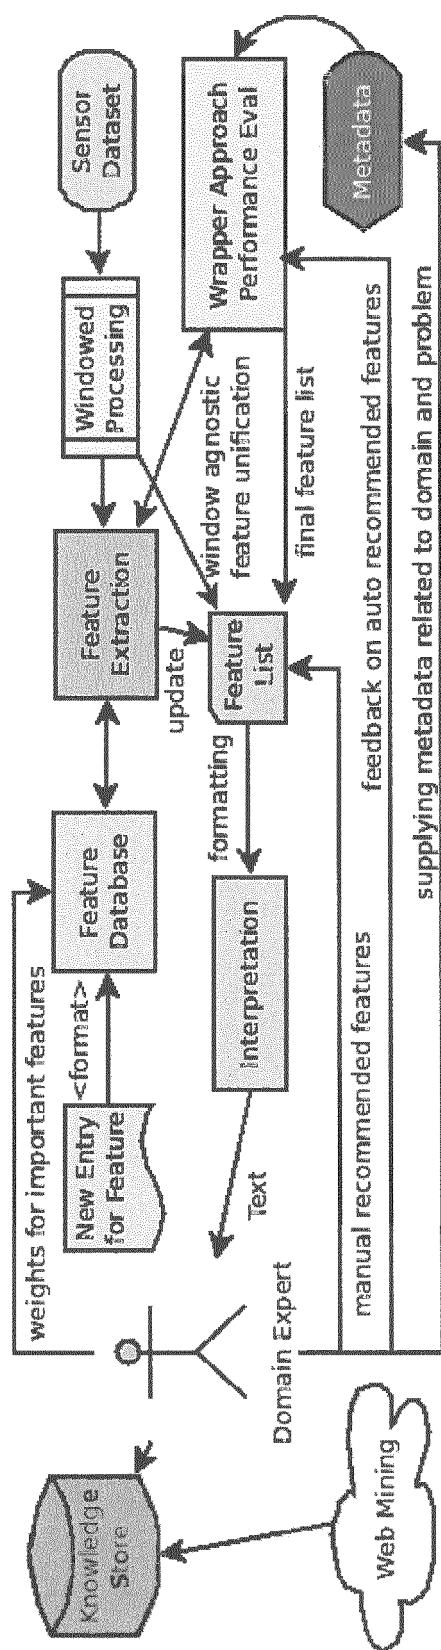 Knowledge
Store
Web Mining
Domain Expert
weights for important features
New Entry
for Feature
<format>
Feature
Database
Feature
Extraction
Windowed
Processing
Sensor
Dataset
Text
Interpretation
formatting
update
Feature
List
window agnostic
feature unification
final feature list
Wrapper Approach
Performance Eval
Metadata
manual recommended features
feedback on auto recommended features
supplying metadata related to domain and problem